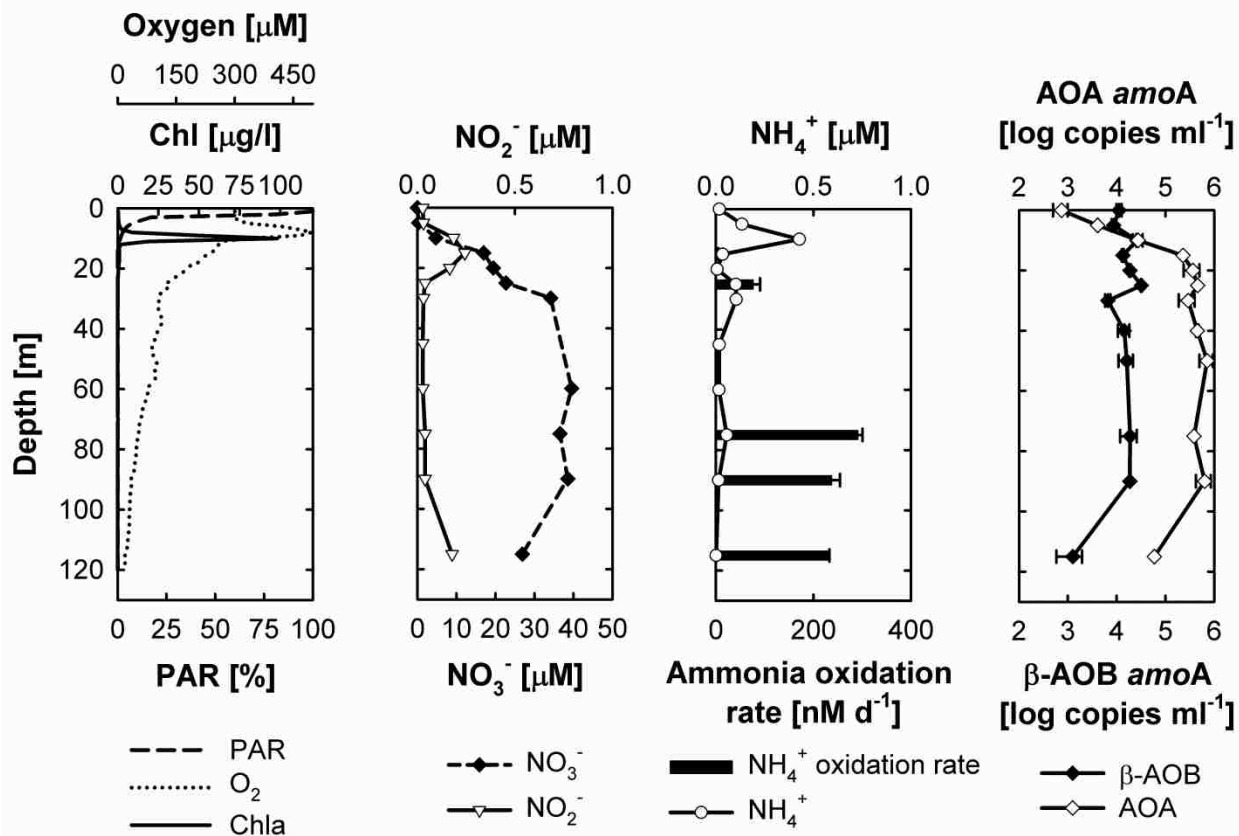 Oxygen [μM]
0 150 300 450
Chl [μg/l]
0 25 50 75 100
0
20
40
60
80
100
120
Depth [m]
0 25 50 75 100
PAR [%]
PAR
O₂
Chla
NO₂⁻ [μM]
0.0 0.5 1.0
0 10 20 30 40 50
NO₃⁻ [μM]
NO₃⁻
NO₂⁻
NH₄⁺ [μM]
0.0 0.5 1.0
0 200 400
Ammonia oxidation
rate [nM d⁻¹]
NH₄⁺ oxidation rate
NH₄⁺
AOA amoA
[log copies ml⁻¹]
2 3 4 5 6
2 3 4 5 6
β-AOB amoA
[log copies ml⁻¹]
β-AOB
AOA